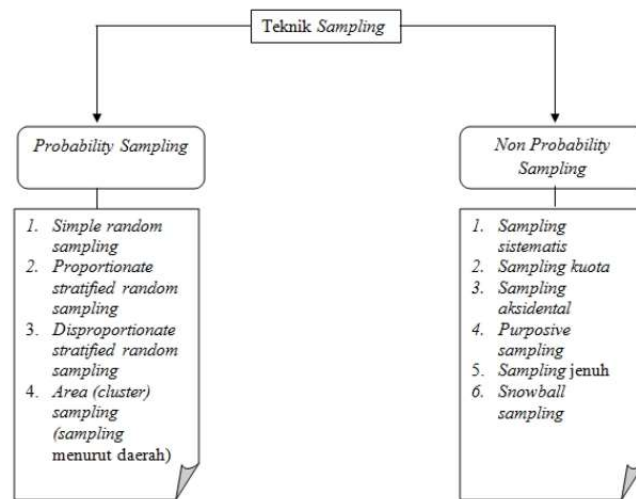 Teknik Sampling
Probability Sampling
1. Simple random
sampling
2. Proportionate
stratified random
sampling
3. Disproportionate
stratified random
sampling
4. Area (cluster)
sampling
(sampling
menurut daerah)
Non Probability
Sampling
1. Sampling
sistematis
2. Sampling kuota
3. Sampling
aksidental
4. Purposive
sampling
5. Sampling jenuh
6. Snowball
sampling